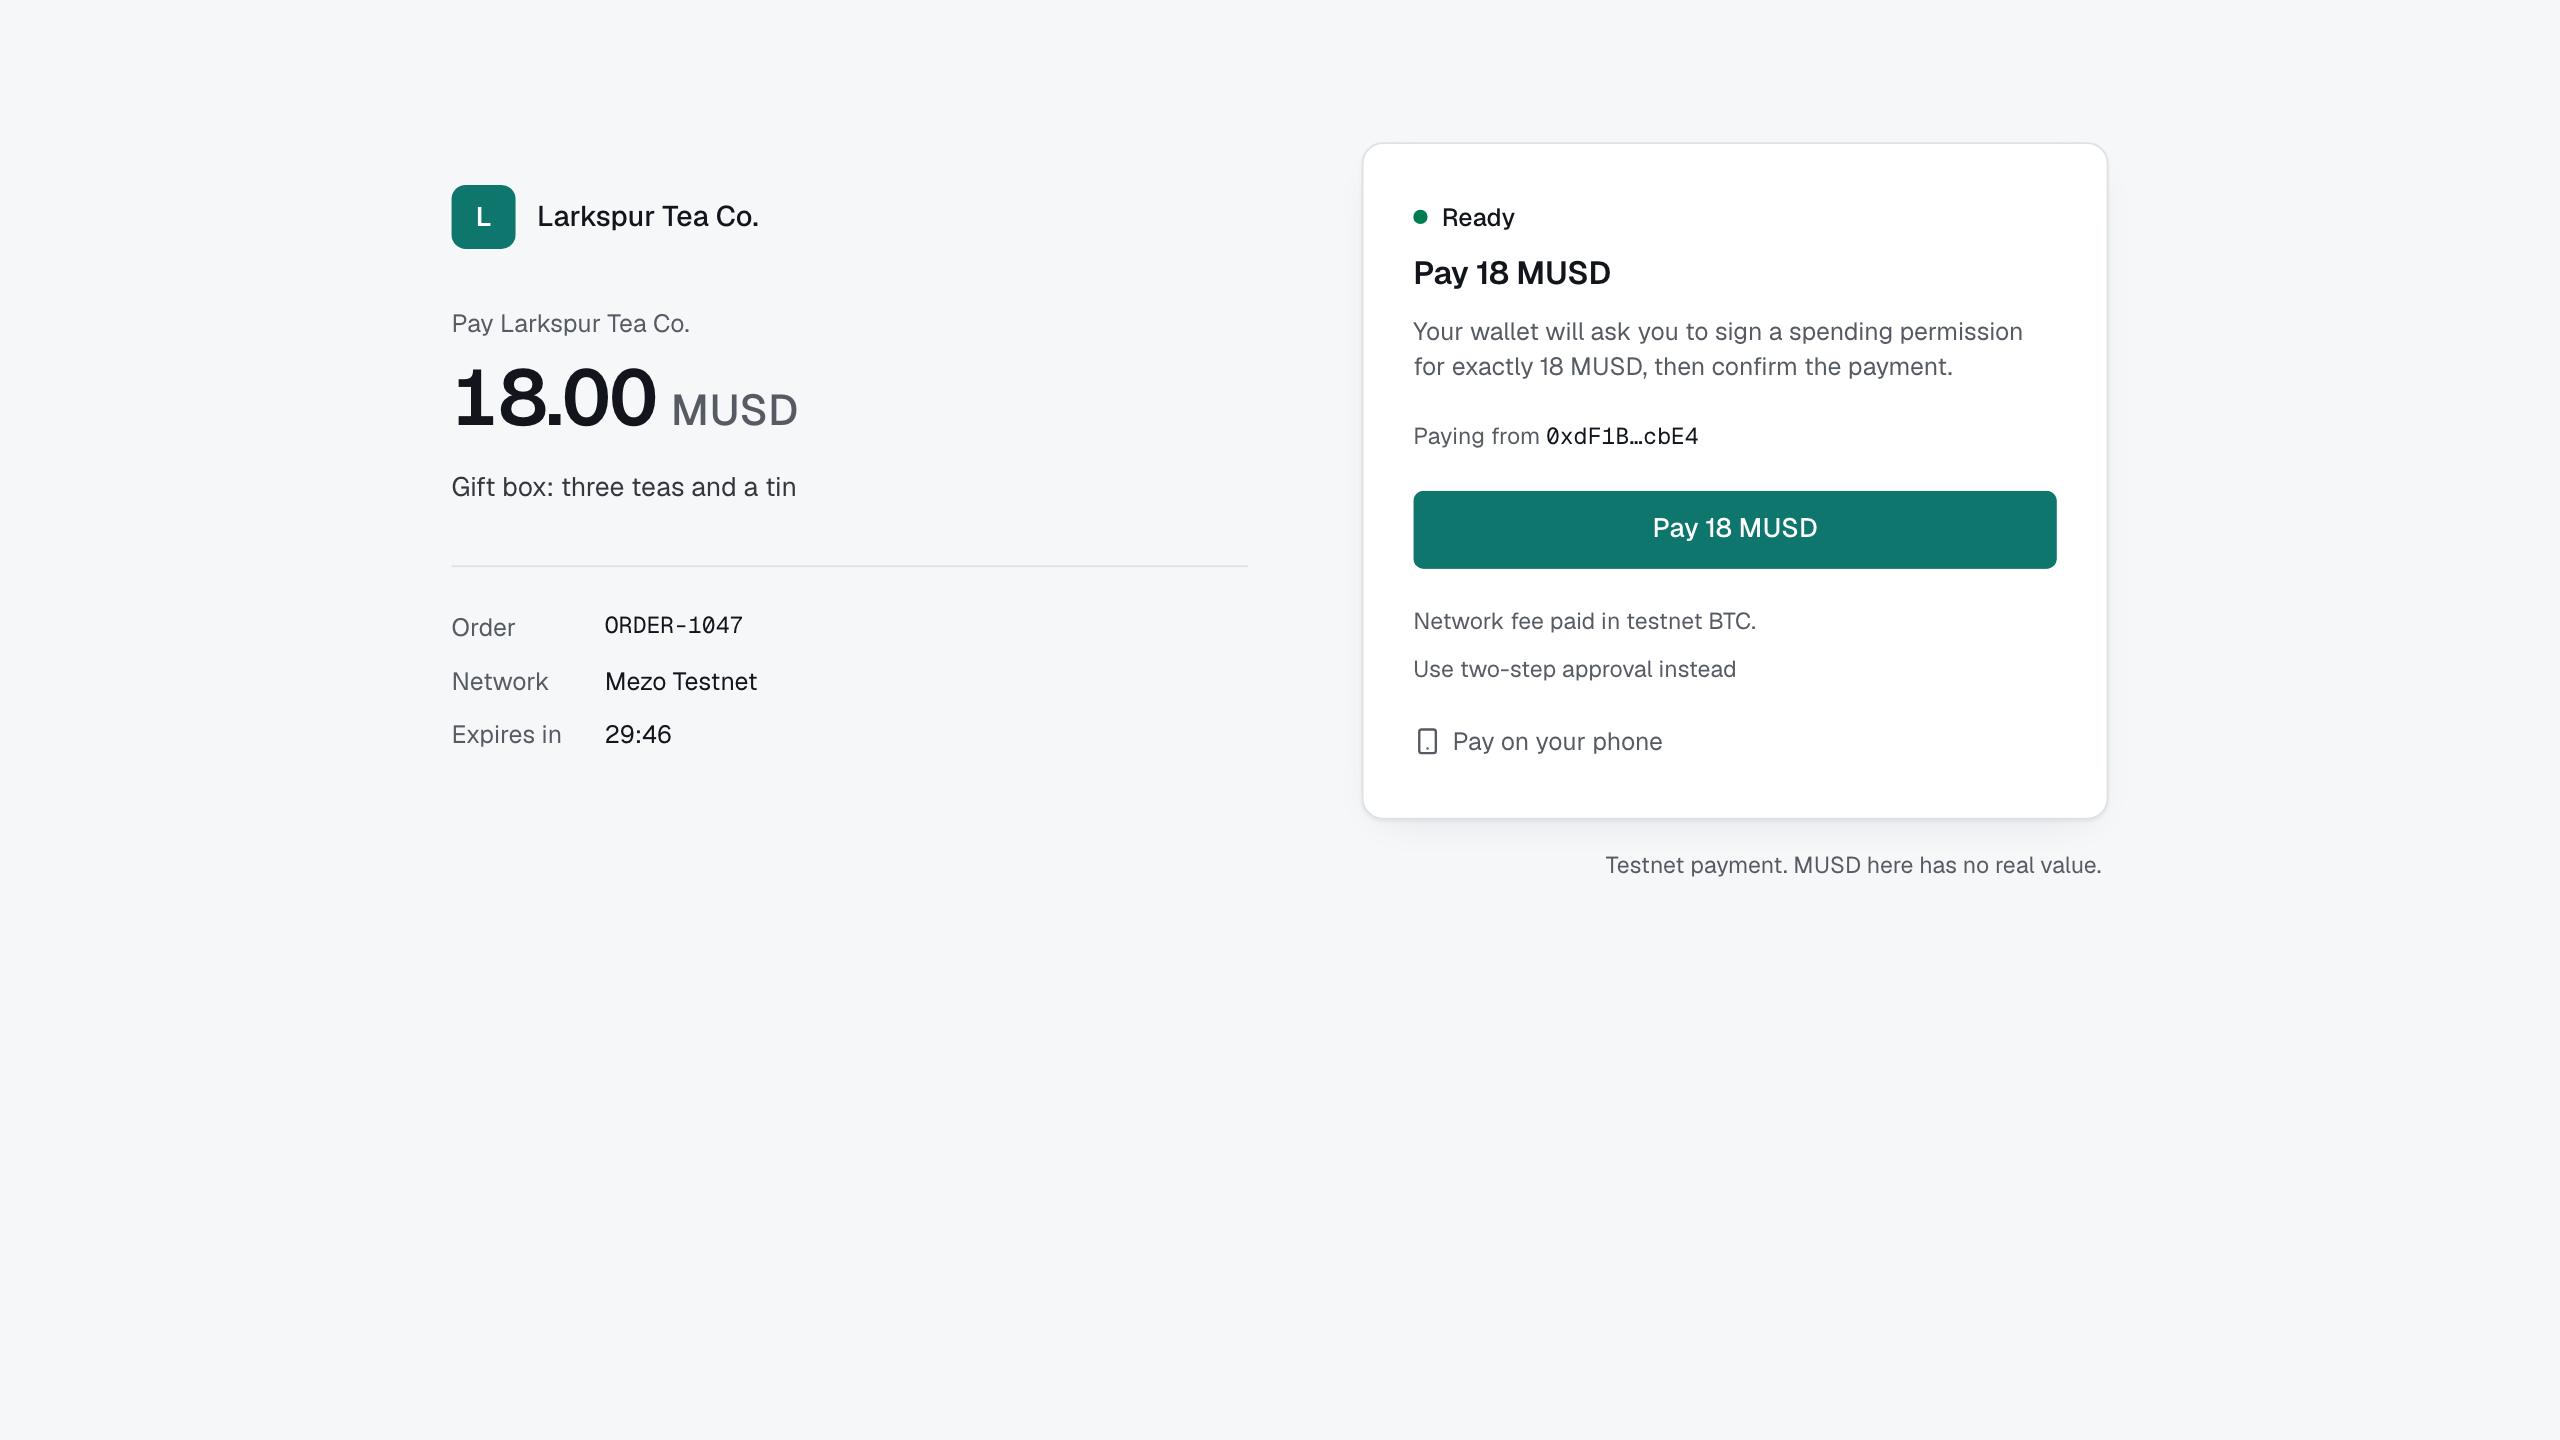 L
Larkspur Tea Co.
Pay Larkspur Tea Co.
18.00 MUSD
Gift box: three teas and a tin
Order ORDER-1047
Network Mezo Testnet
Expires in 29:46
Ready
Pay 18 MUSD
Your wallet will ask you to sign a spending permission
for exactly 18 MUSD, then confirm the payment.
Paying from 0xdF1B…cbE4
Pay 18 MUSD
Network fee paid in testnet BTC.
Use two-step approval instead
Pay on your phone
Testnet payment. MUSD here has no real value.